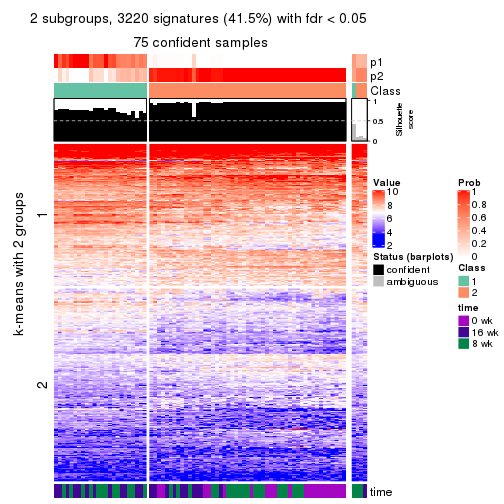 2 subgroups, 3220 signatures (41.5%) with fdr < 0.05
75 confident samples
p1
p2
Class
1
0.5
0
Silhouette
score
k-means with 2 groups
1
2
time
Value
10
8
6
4
2
Status (barplots)
confident
ambiguous
time
0 wk
16 wk
8 wk
Prob
1
0.8
0.6
0.4
0.2
0
Class
1
2